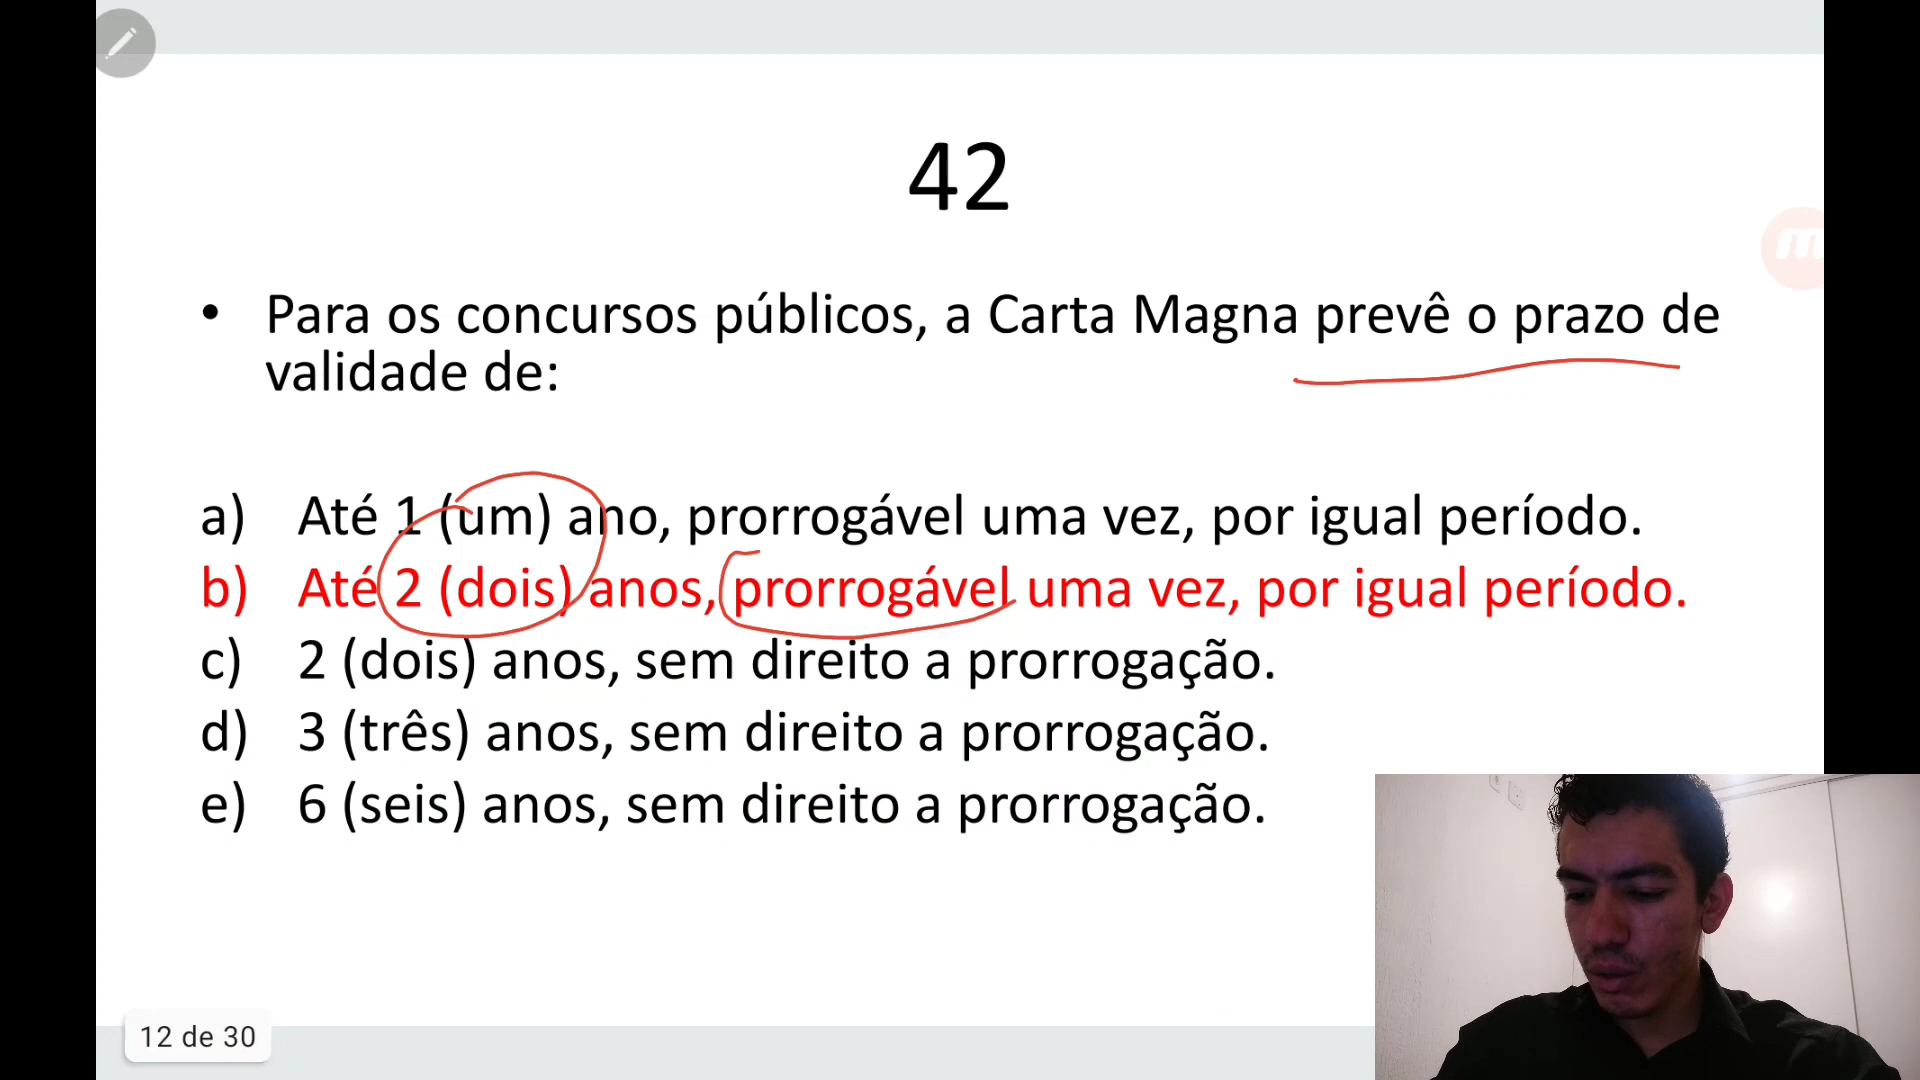 42
• Para os concursos públicos, a Carta Magna prevê o prazo de
validade de:
a) Até 1 (um) ano, prorrogável uma vez, por igual período.
b) Até 2 (dois) anos, prorrogável uma vez, por igual período.
c) 2 (dois) anos, sem direito a prorrogação.
d) 3 (três) anos, sem direito a prorrogação.
e) 6 (seis) anos, sem direito a prorrogação.
12 de 30